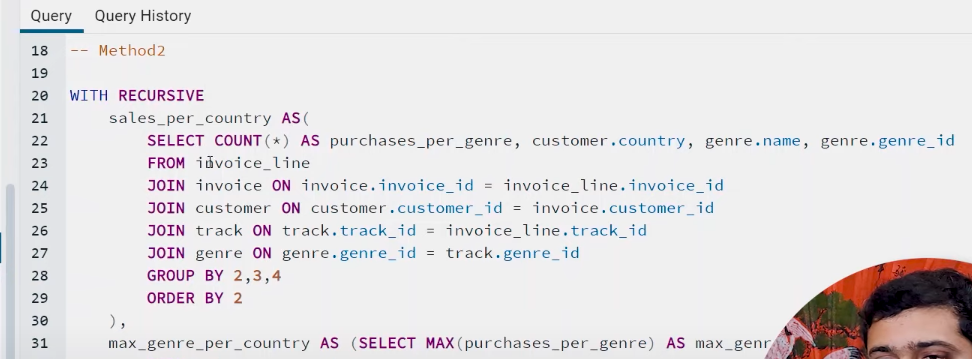 Query Query History
18 -- Method2
19
20 WITH RECURSIVE
21 sales_per_country AS(
22 SELECT COUNT(*) AS purchases_per_genre, customer.country, genre.name, genre.genre_id
23 FROM invoice_line
24 JOIN invoice ON invoice.invoice_id = invoice_line.invoice_id
25 JOIN customer ON customer.customer_id = invoice.customer_id
26 JOIN track ON track.track_id = invoice_line.track_id
27 JOIN genre ON genre.genre_id = track.genre_id
28 GROUP BY 2,3,4
29 ORDER BY 2
30 ),
31 max_genre_per_country AS (SELECT MAX(purchases_per_genre) AS max_genr